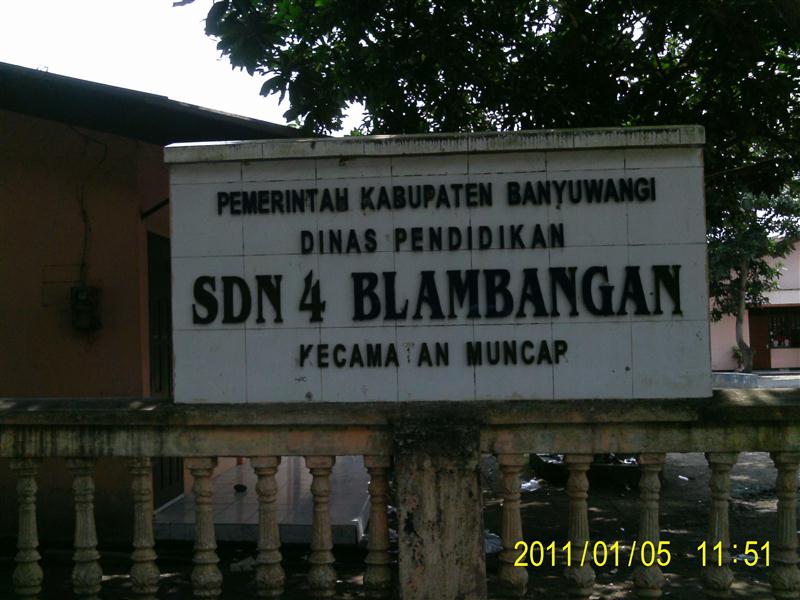 PEMERINTAH KABUPATEN BANYUWANGI
DINAS PENDIDIKAN
SDN 4 BLAMBANGAN
KECAMATAN MUNCAR
2011/01/05 11:51